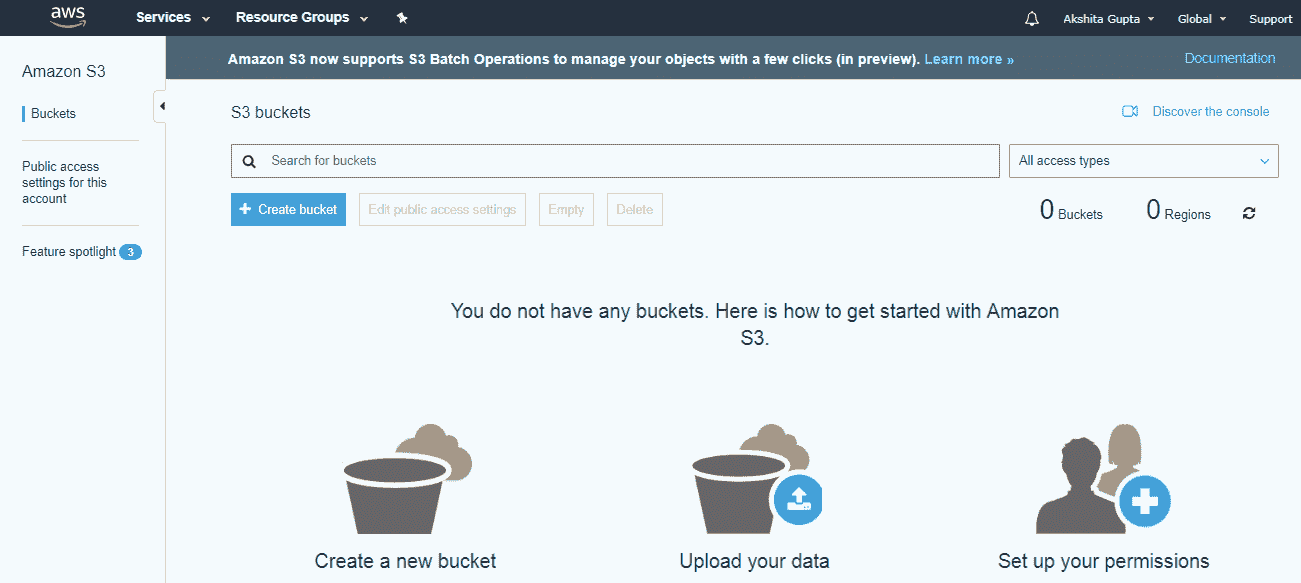 aws Services Resource Groups Akshita Gupta Global Support
Amazon S3 now supports S3 Batch Operations to manage your objects with a few clicks (in preview). Learn more » Documentation
Amazon S3
Buckets
Public access
settings for this
account
Feature spotlight 3
S3 buckets Discover the console
Search for buckets All access types
+ Create bucket Edit public access settings Empty Delete 0 Buckets 0 Regions
You do not have any buckets. Here is how to get started with Amazon
S3.
Create a new bucket Upload your data Set up your permissions